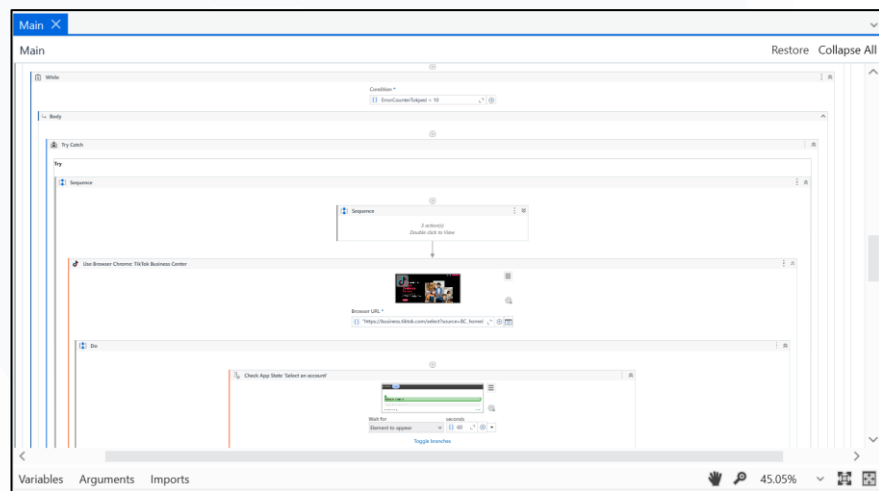 Main
Main
Restore Collapse All
While
Condition *
ErrorCounterTokped < 10
Body
Try Catch
Try
Sequence
Sequence
3 action(s)
Double click to View
Use Browser Chrome: TikTok Business Center
Browser URL *
"https://business.tiktok.com/select?source=BC_home/
Do
Check App State 'Select an account'
Wait for seconds
Element to appear 60
Toggle branches
Variables Arguments Imports 45.05%